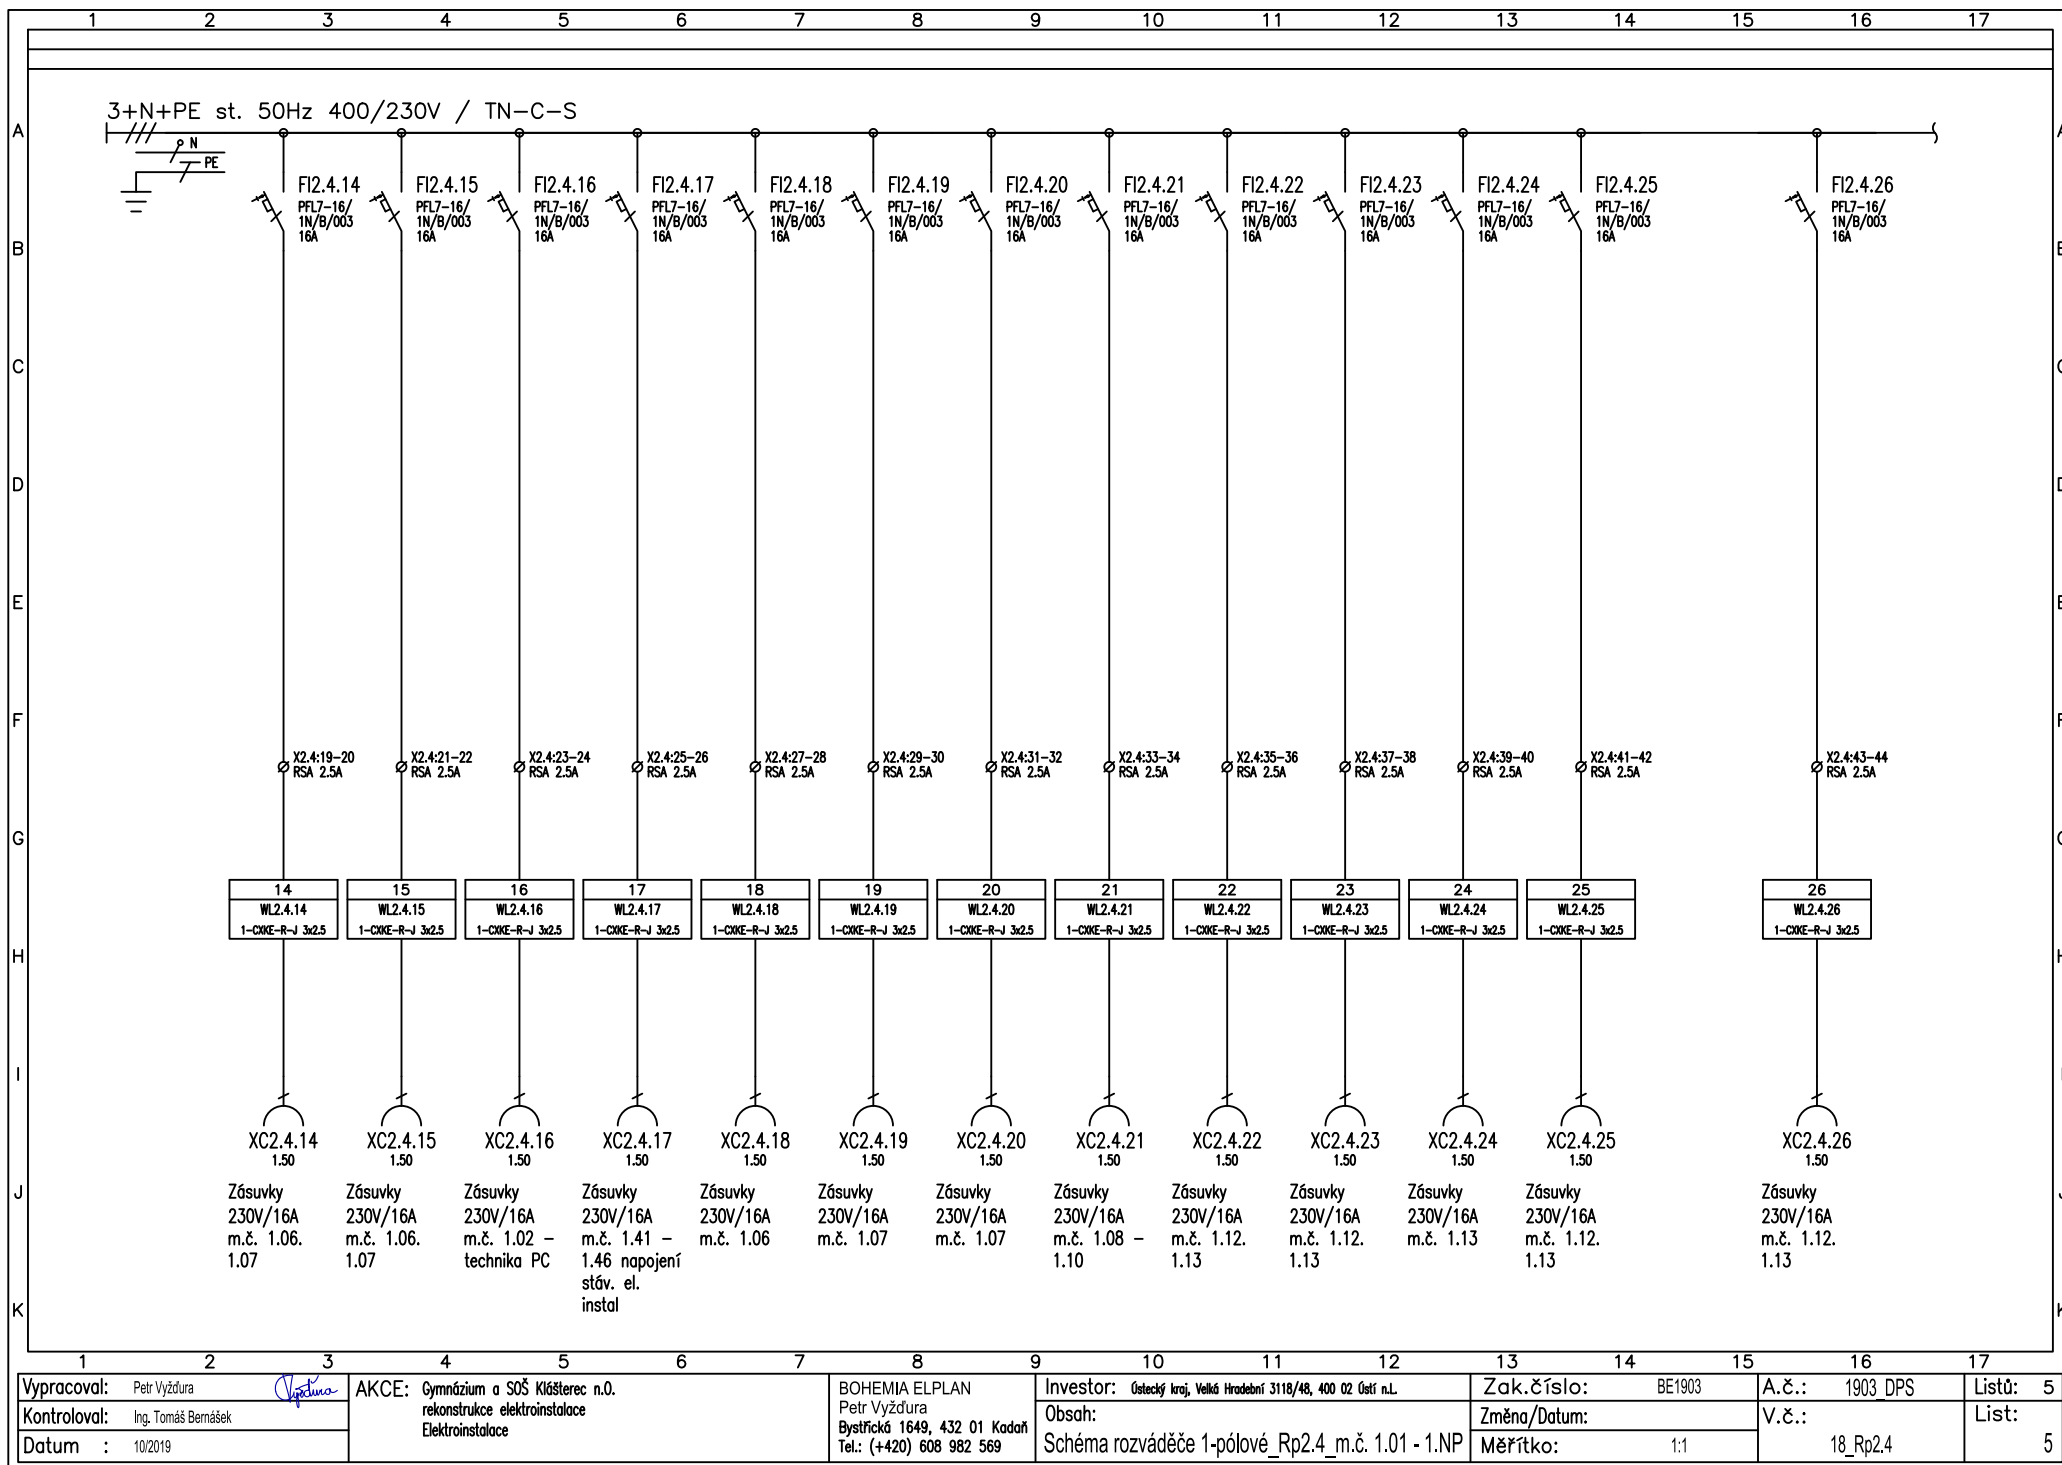 1 2 3 4 5 6 7 8 9 10 11 12 13 14 15 16 17
3+N+PE st. 50Hz 400/230V / TN-C-S
A
N
PE
FI2.4.14 FI2.4.15 FI2.4.16 FI2.4.17 FI2.4.18 FI2.4.19 FI2.4.20 FI2.4.21 FI2.4.22 FI2.4.23 FI2.4.24 FI2.4.25 FI2.4.26
PFL7-16/ PFL7-16/ PFL7-16/ PFL7-16/ PFL7-16/ PFL7-16/ PFL7-16/ PFL7-16/ PFL7-16/ PFL7-16/ PFL7-16/ PFL7-16/ PFL7-16/
1N/B/003 1N/B/003 1N/B/003 1N/B/003 1N/B/003 1N/B/003 1N/B/003 1N/B/003 1N/B/003 1N/B/003 1N/B/003 1N/B/003 1N/B/003
16A 16A 16A 16A 16A 16A 16A 16A 16A 16A 16A 16A 16A
B
C
D
E
F
X2.4:19-20 X2.4:21-22 X2.4:23-24 X2.4:25-26 X2.4:27-28 X2.4:29-30 X2.4:31-32 X2.4:33-34 X2.4:35-36 X2.4:37-38 X2.4:39-40 X2.4:41-42 X2.4:43-44
RSA 2.5A RSA 2.5A RSA 2.5A RSA 2.5A RSA 2.5A RSA 2.5A RSA 2.5A RSA 2.5A RSA 2.5A RSA 2.5A RSA 2.5A RSA 2.5A RSA 2.5A
G
14 15 16 17 18 19 20 21 22 23 24 25 26
WL2.4.14 WL2.4.15 WL2.4.16 WL2.4.17 WL2.4.18 WL2.4.19 WL2.4.20 WL2.4.21 WL2.4.22 WL2.4.23 WL2.4.24 WL2.4.25 WL2.4.26
1-CXKE-R-J 3x2.5 1-CXKE-R-J 3x2.5 1-CXKE-R-J 3x2.5 1-CXKE-R-J 3x2.5 1-CXKE-R-J 3x2.5 1-CXKE-R-J 3x2.5 1-CXKE-R-J 3x2.5 1-CXKE-R-J 3x2.5 1-CXKE-R-J 3x2.5 1-CXKE-R-J 3x2.5 1-CXKE-R-J 3x2.5 1-CXKE-R-J 3x2.5 1-CXKE-R-J 3x2.5
H
I
XC2.4.14 XC2.4.15 XC2.4.16 XC2.4.17 XC2.4.18 XC2.4.19 XC2.4.20 XC2.4.21 XC2.4.22 XC2.4.23 XC2.4.24 XC2.4.25 XC2.4.26
1.50 1.50 1.50 1.50 1.50 1.50 1.50 1.50 1.50 1.50 1.50 1.50 1.50
J Zásuvky Zásuvky Zásuvky Zásuvky Zásuvky Zásuvky Zásuvky Zásuvky Zásuvky Zásuvky Zásuvky Zásuvky Zásuvky
230V/16A 230V/16A 230V/16A 230V/16A 230V/16A 230V/16A 230V/16A 230V/16A 230V/16A 230V/16A 230V/16A 230V/16A 230V/16A
m.č. 1.06. m.č. 1.06. m.č. 1.02 – m.č. 1.41 – m.č. 1.06 m.č. 1.07 m.č. 1.07 m.č. 1.08 – m.č. 1.12. m.č. 1.12. m.č. 1.13 m.č. 1.12. m.č. 1.12.
1.07 1.07 technika PC 1.46 napojení 1.10 1.13 1.13 1.13 1.13
stáv. el.
K instal
1 2 3 4 5 6 7 8 9 10 11 12 13 14 15 16 17
Vypracoval: Petr Vyžďura Vyžďura
Kontroloval: Ing. Tomáš Bernášek
Datum : 10/2019
AKCE: Gymnázium a SOŠ Klášterec n.O.
rekonstrukce elektroinstalace
Elektroinstalace
BOHEMIA ELPLAN
Petr Vyžďura
Bystřická 1649, 432 01 Kadaň
Tel.: (+420) 608 982 569
Investor: Ústecký kraj, Velká Hradební 3118/48, 400 02 Ústí n.L.
Obsah:
Schéma rozváděče 1-pólové_Rp2.4_m.č. 1.01 - 1.NP
Zak.číslo: BE1903
Změna/Datum:
Měřítko: 1:1
A.č.: 1903_DPS
V.č.:
18_Rp2.4
Listů: 5
List:
5